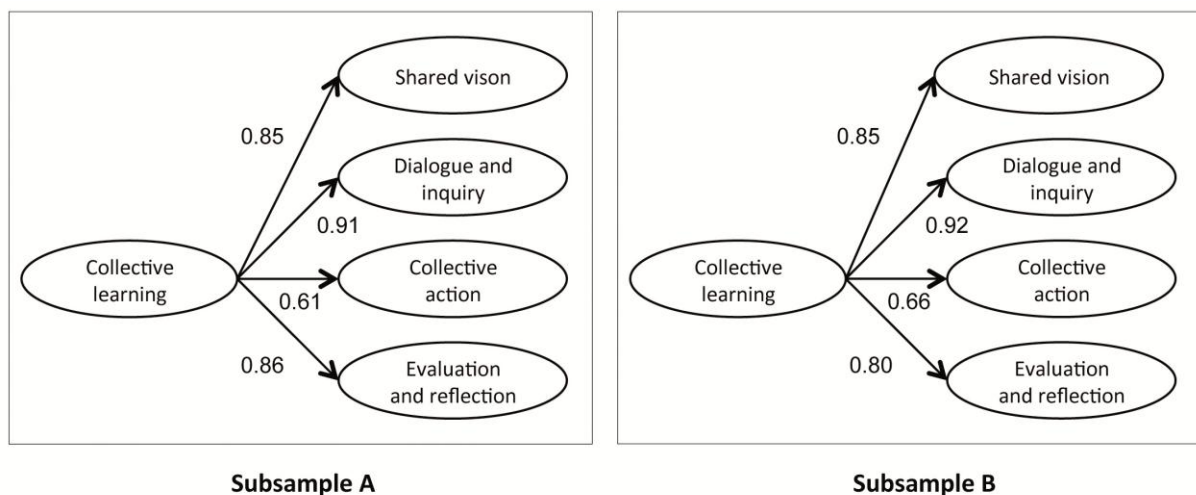 Shared vison
0.85
Dialogue and
inquiry
0.91
Collective
learning
Collective
action
0.61
0.86
Evaluation
and reflection
Subsample A
Shared vision
0.85
Dialogue and
inquiry
0.92
Collective
learning
Collective
action
0.66
0.80
Evaluation
and reflection
Subsample B